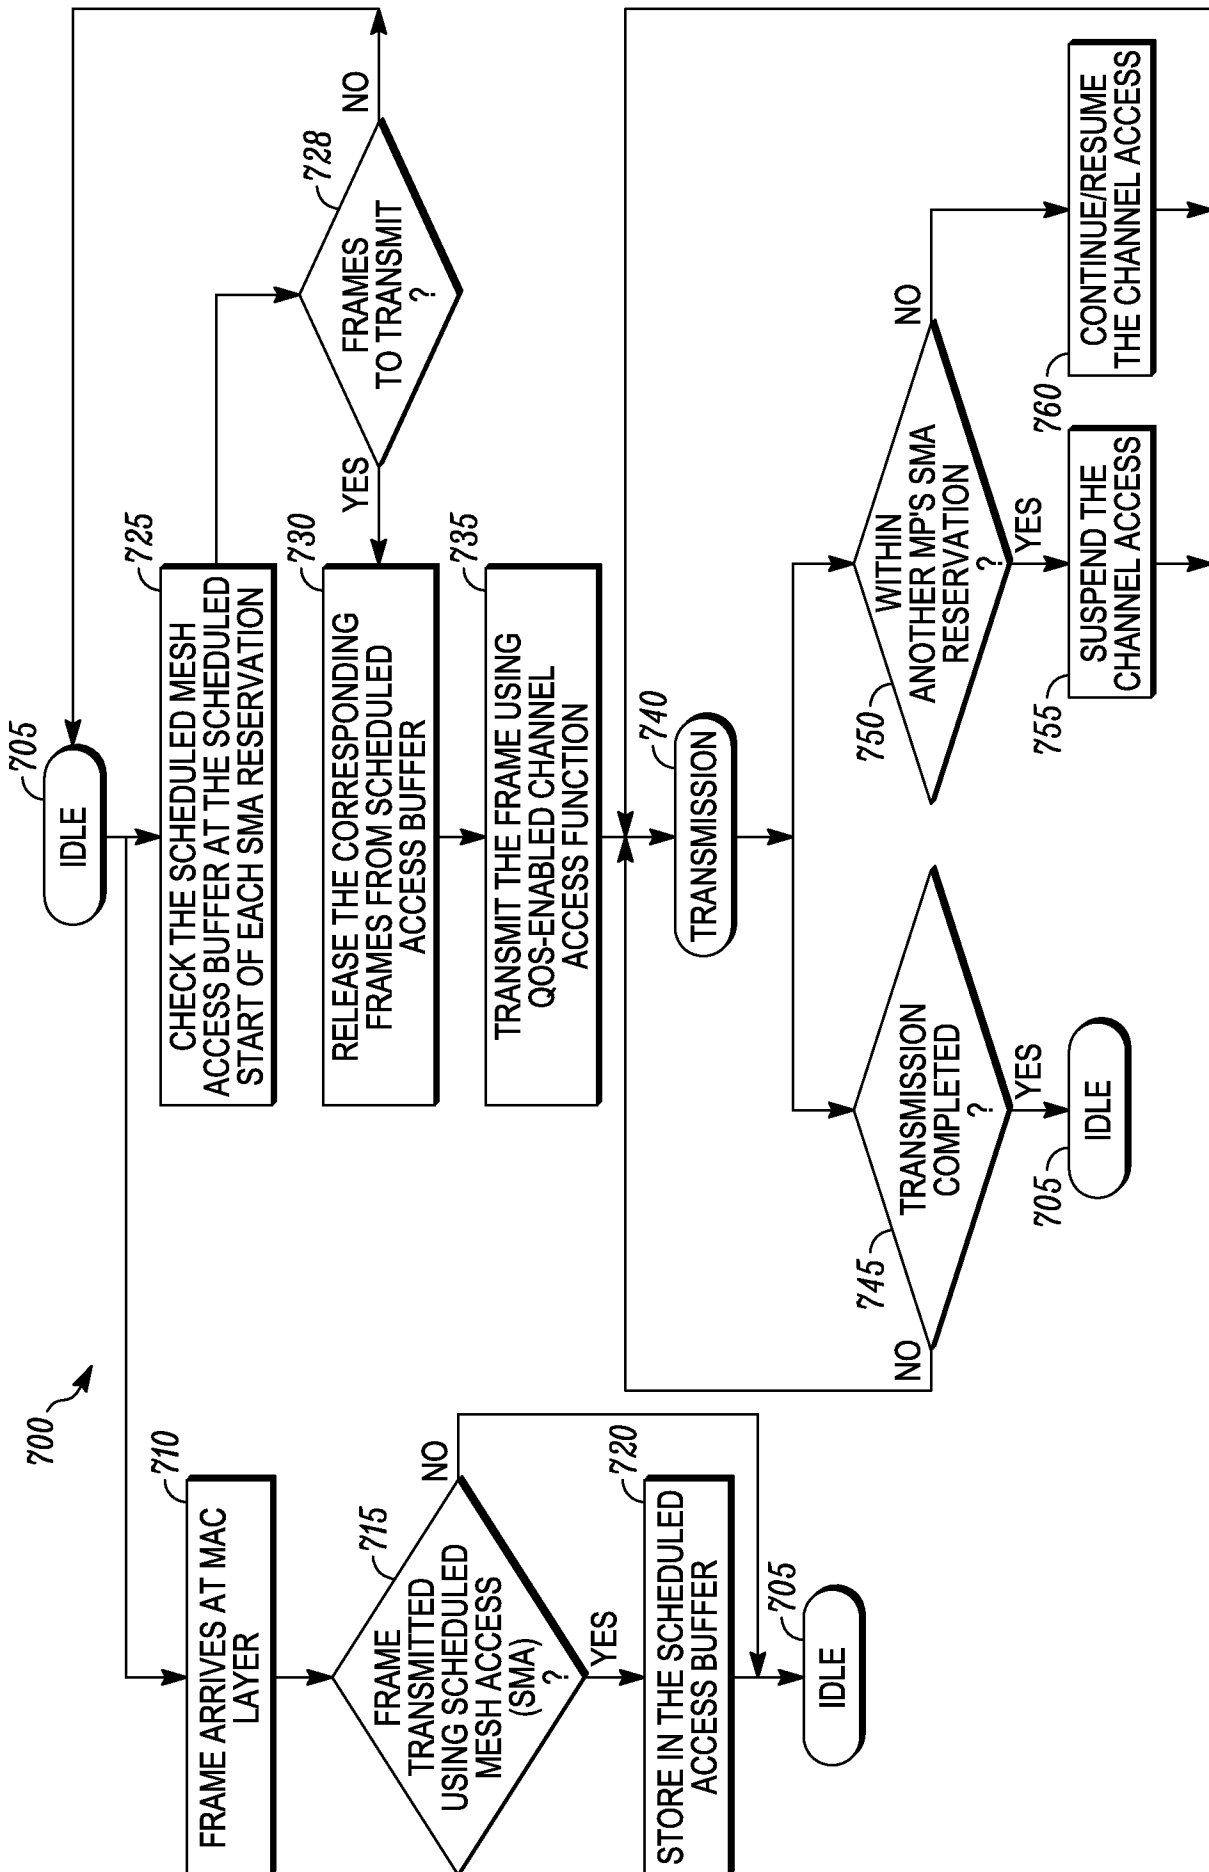 700
IDLE
705
FRAME ARRIVES AT MAC
LAYER
710
FRAME
TRANSMITTED
USING SCHEDULED
MESH ACCESS
(SMA)
?
715
NO
YES
STORE IN THE SCHEDULED
ACCESS BUFFER
720
IDLE
705
CHECK THE SCHEDULED MESH
ACCESS BUFFER AT THE SCHEDULED
START OF EACH SMA RESERVATION
725
FRAMES
TO TRANSMIT
?
728
NO
YES
RELEASE THE CORRESPONDING
FRAMES FROM SCHEDULED
ACCESS BUFFER
730
TRANSMIT THE FRAME USING
QOS-ENABLED CHANNEL
ACCESS FUNCTION
735
TRANSMISSION
740
TRANSMISSION
COMPLETED
?
745
NO
YES
IDLE
705
WITHIN
ANOTHER MP'S SMA
RESERVATION
?
750
NO
YES
SUSPEND THE
CHANNEL ACCESS
755
CONTINUE/RESUME
THE CHANNEL ACCESS
760